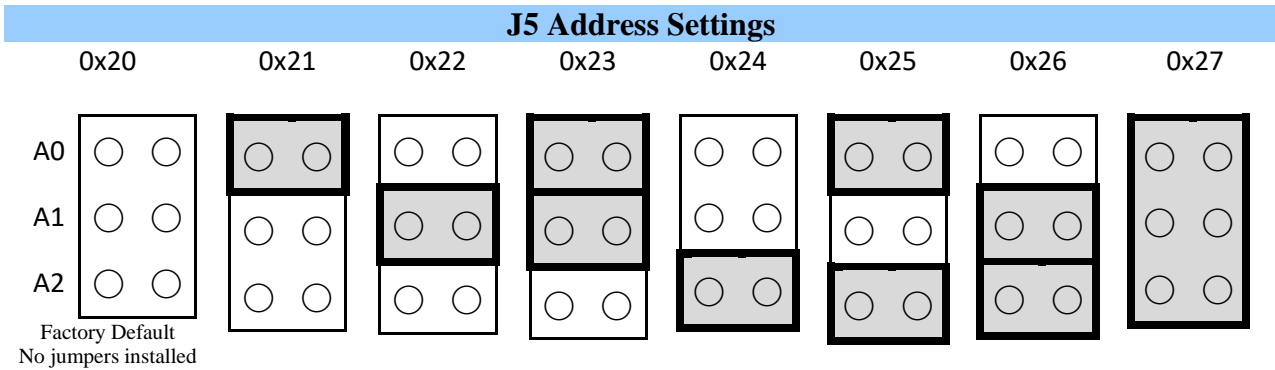 J5 Address Settings
0x20 0x21 0x22 0x23 0x24 0x25 0x26 0x27
A0
A1
A2
Factory Default
No jumpers installed